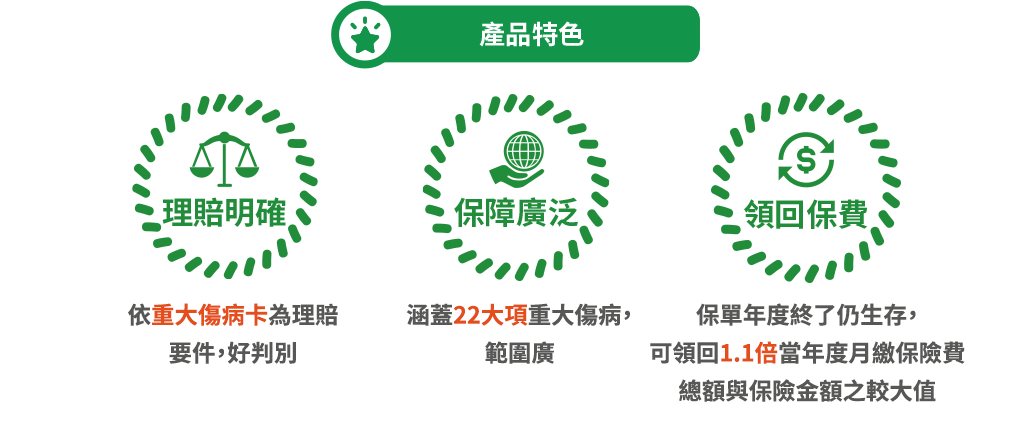 產品特色
理賠明確
依重大傷病卡為理賠
要件，好判別
保障廣泛
涵蓋22大項重大傷病，
範圍廣
$
領回保費
保單年度終了仍生存，
可領回1.1倍當年度月繳保險費
總額與保險金額之較大值